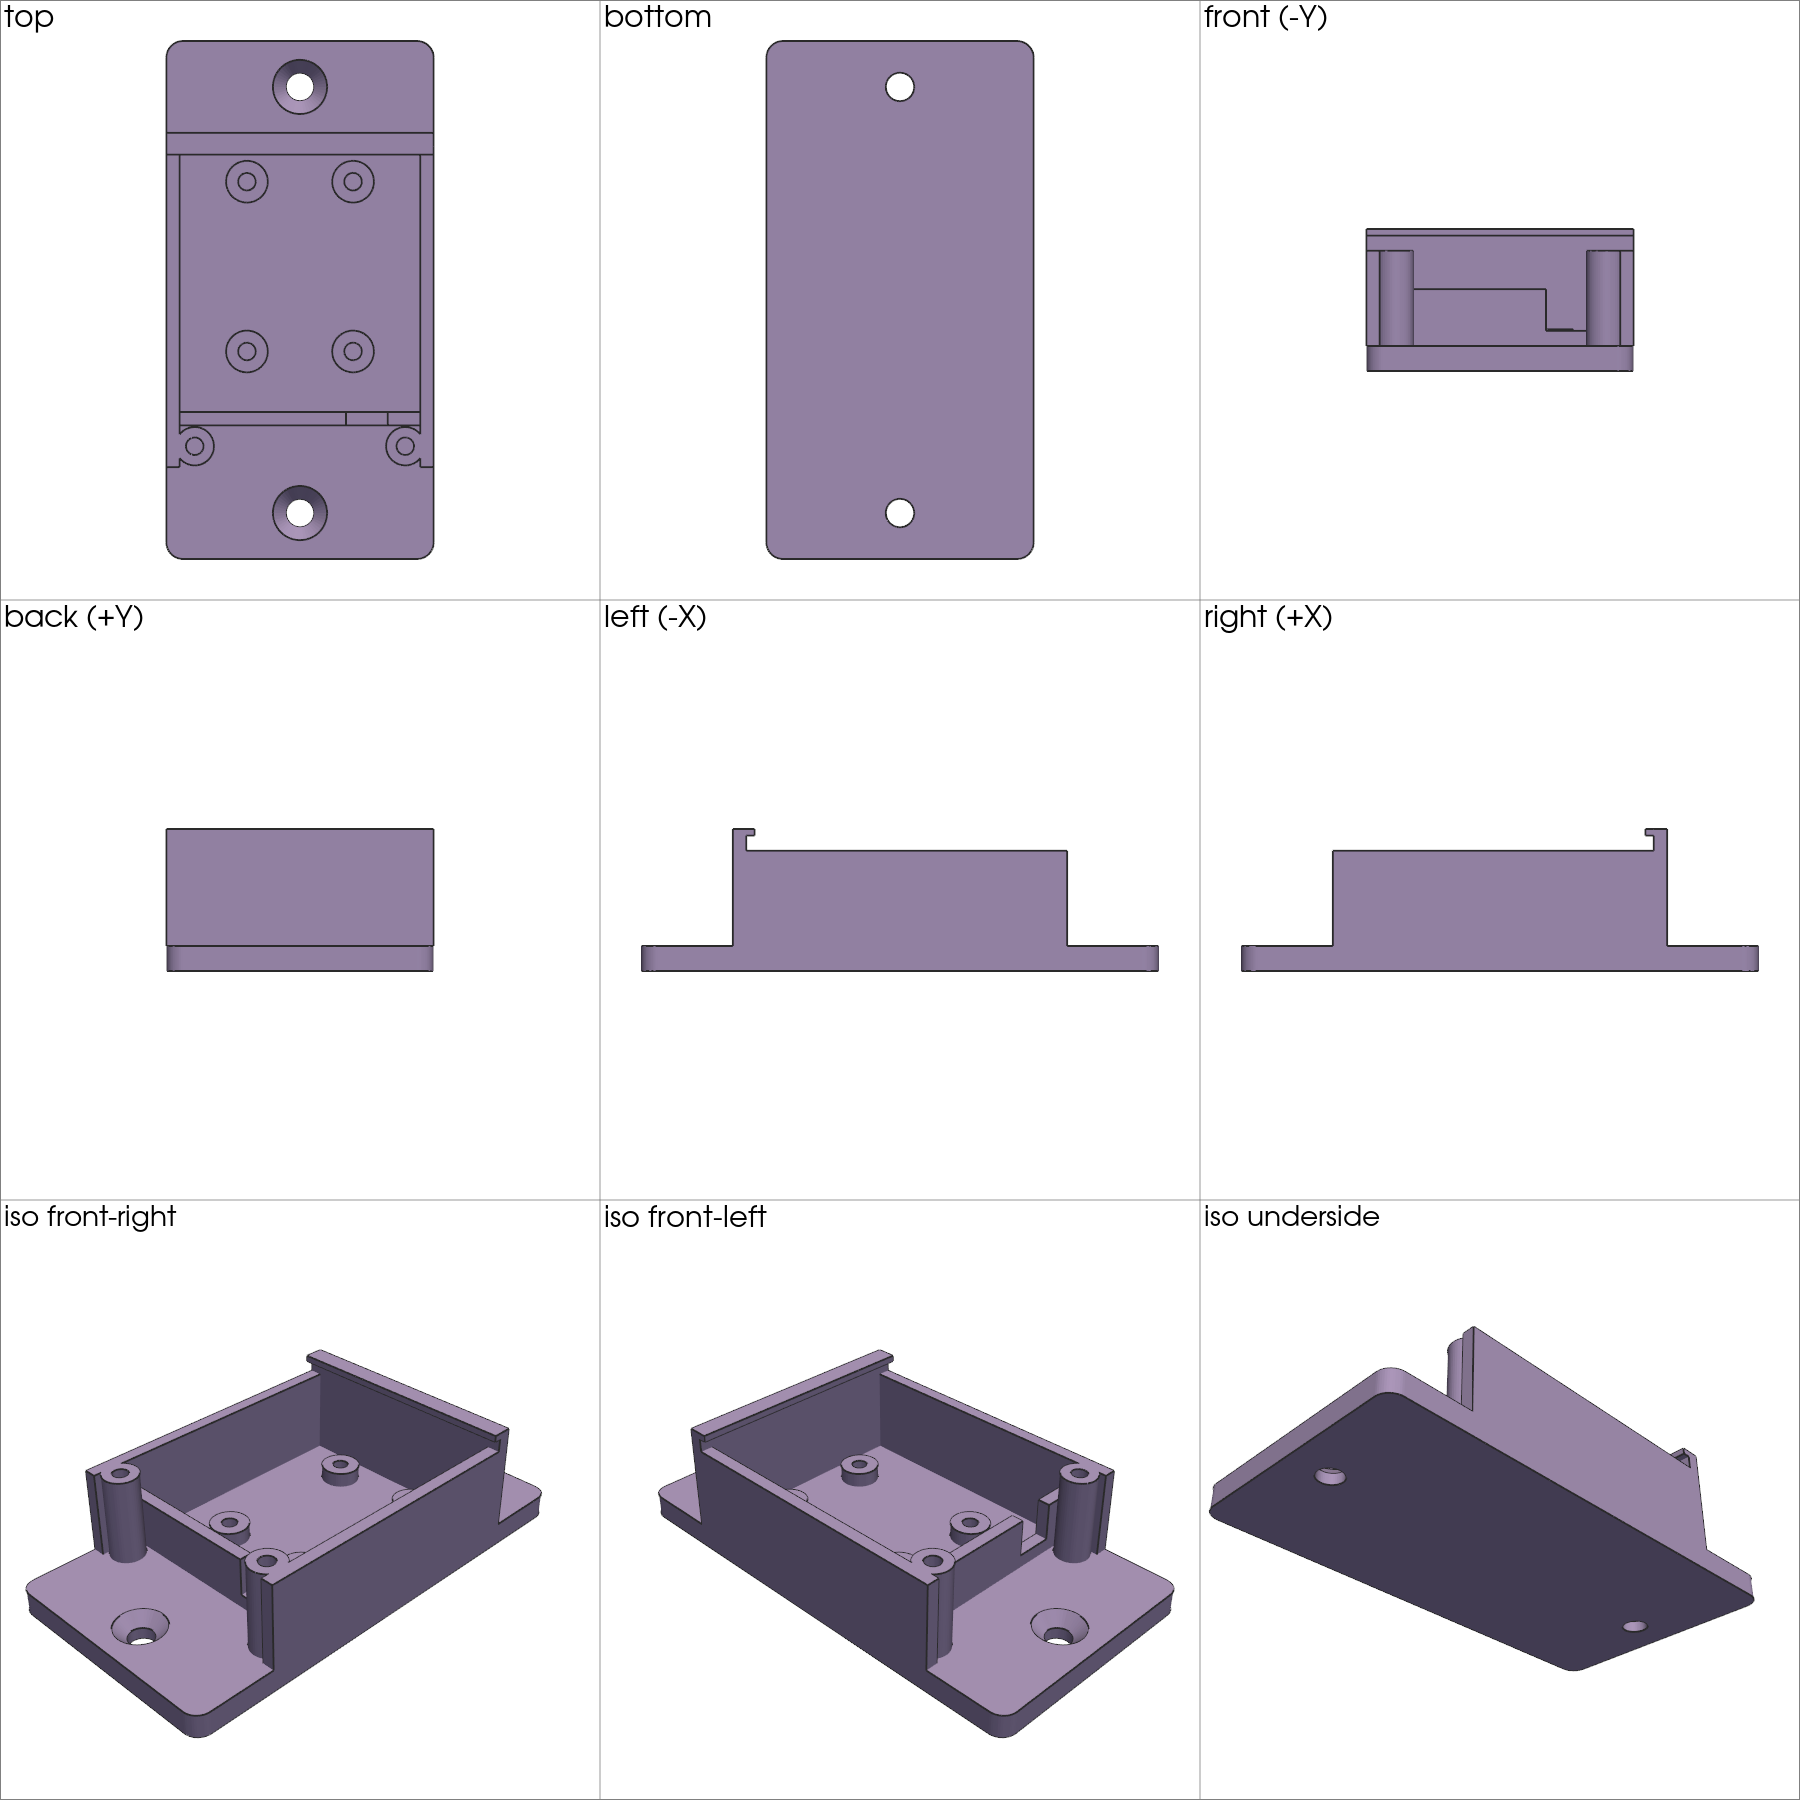 top
bottom
front (-Y)
back (+Y)
left (-X)
right (+X)
iso front-right
iso front-left
iso underside